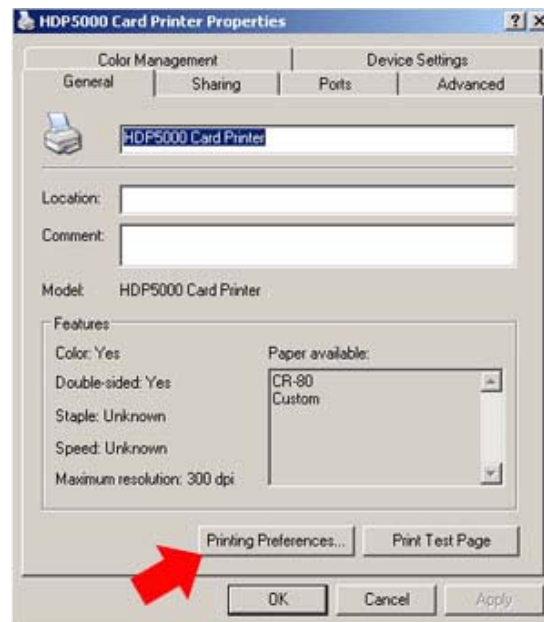 HDP5000 Card Printer Properties
Color Management Device Settings
General Sharing Ports Advanced
HDP5000 Card Printer
Location:
Comment:
Model: HDP5000 Card Printer
Features
Color: Yes
Paper available:
Double-sided: Yes
CR-80
Custom
Staple: Unknown
Speed: Unknown
Maximum resolution: 300 dpi
Printing Preferences... Print Test Page
OK Cancel Apply